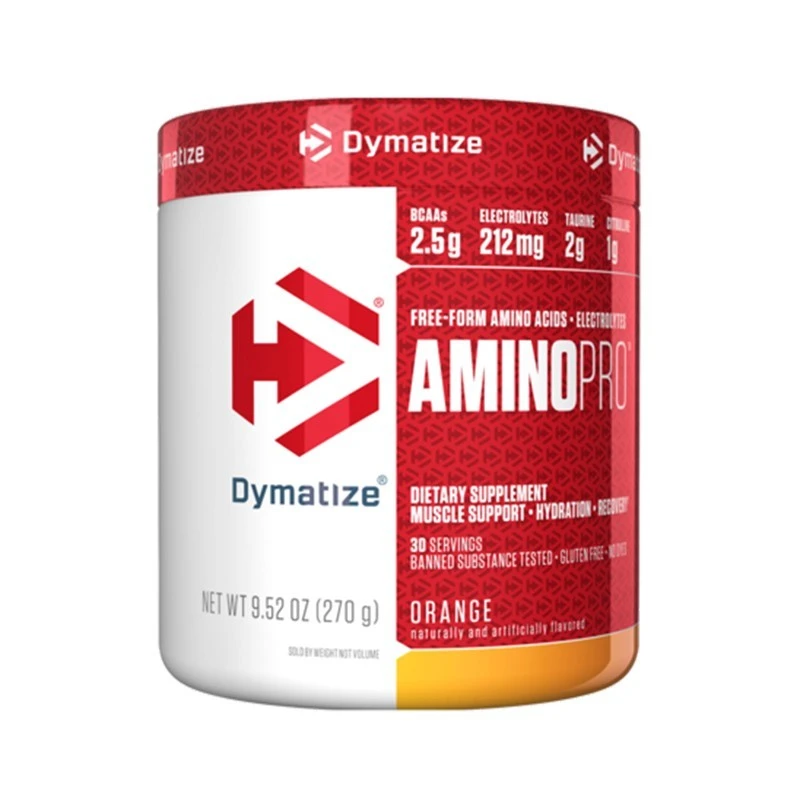 Dymatize
BCAAs ELECTROLYTES TAURINE
2.5g 212mg 2g 1g
FREE-FORM AMINO ACIDS • ELECTROLYTES
AMINOPRO
Dymatize®
DIETARY SUPPLEMENT
MUSCLE SUPPORT • HYDRATION • RECOVERY
30 SERVINGS
BANNED SUBSTANCE TESTED • GLUTEN FREE • NO DYES
NET WT 9.52 OZ (270 g)
ORANGE
naturally and artificially flavored
SOLD BY WEIGHT NOT VOLUME